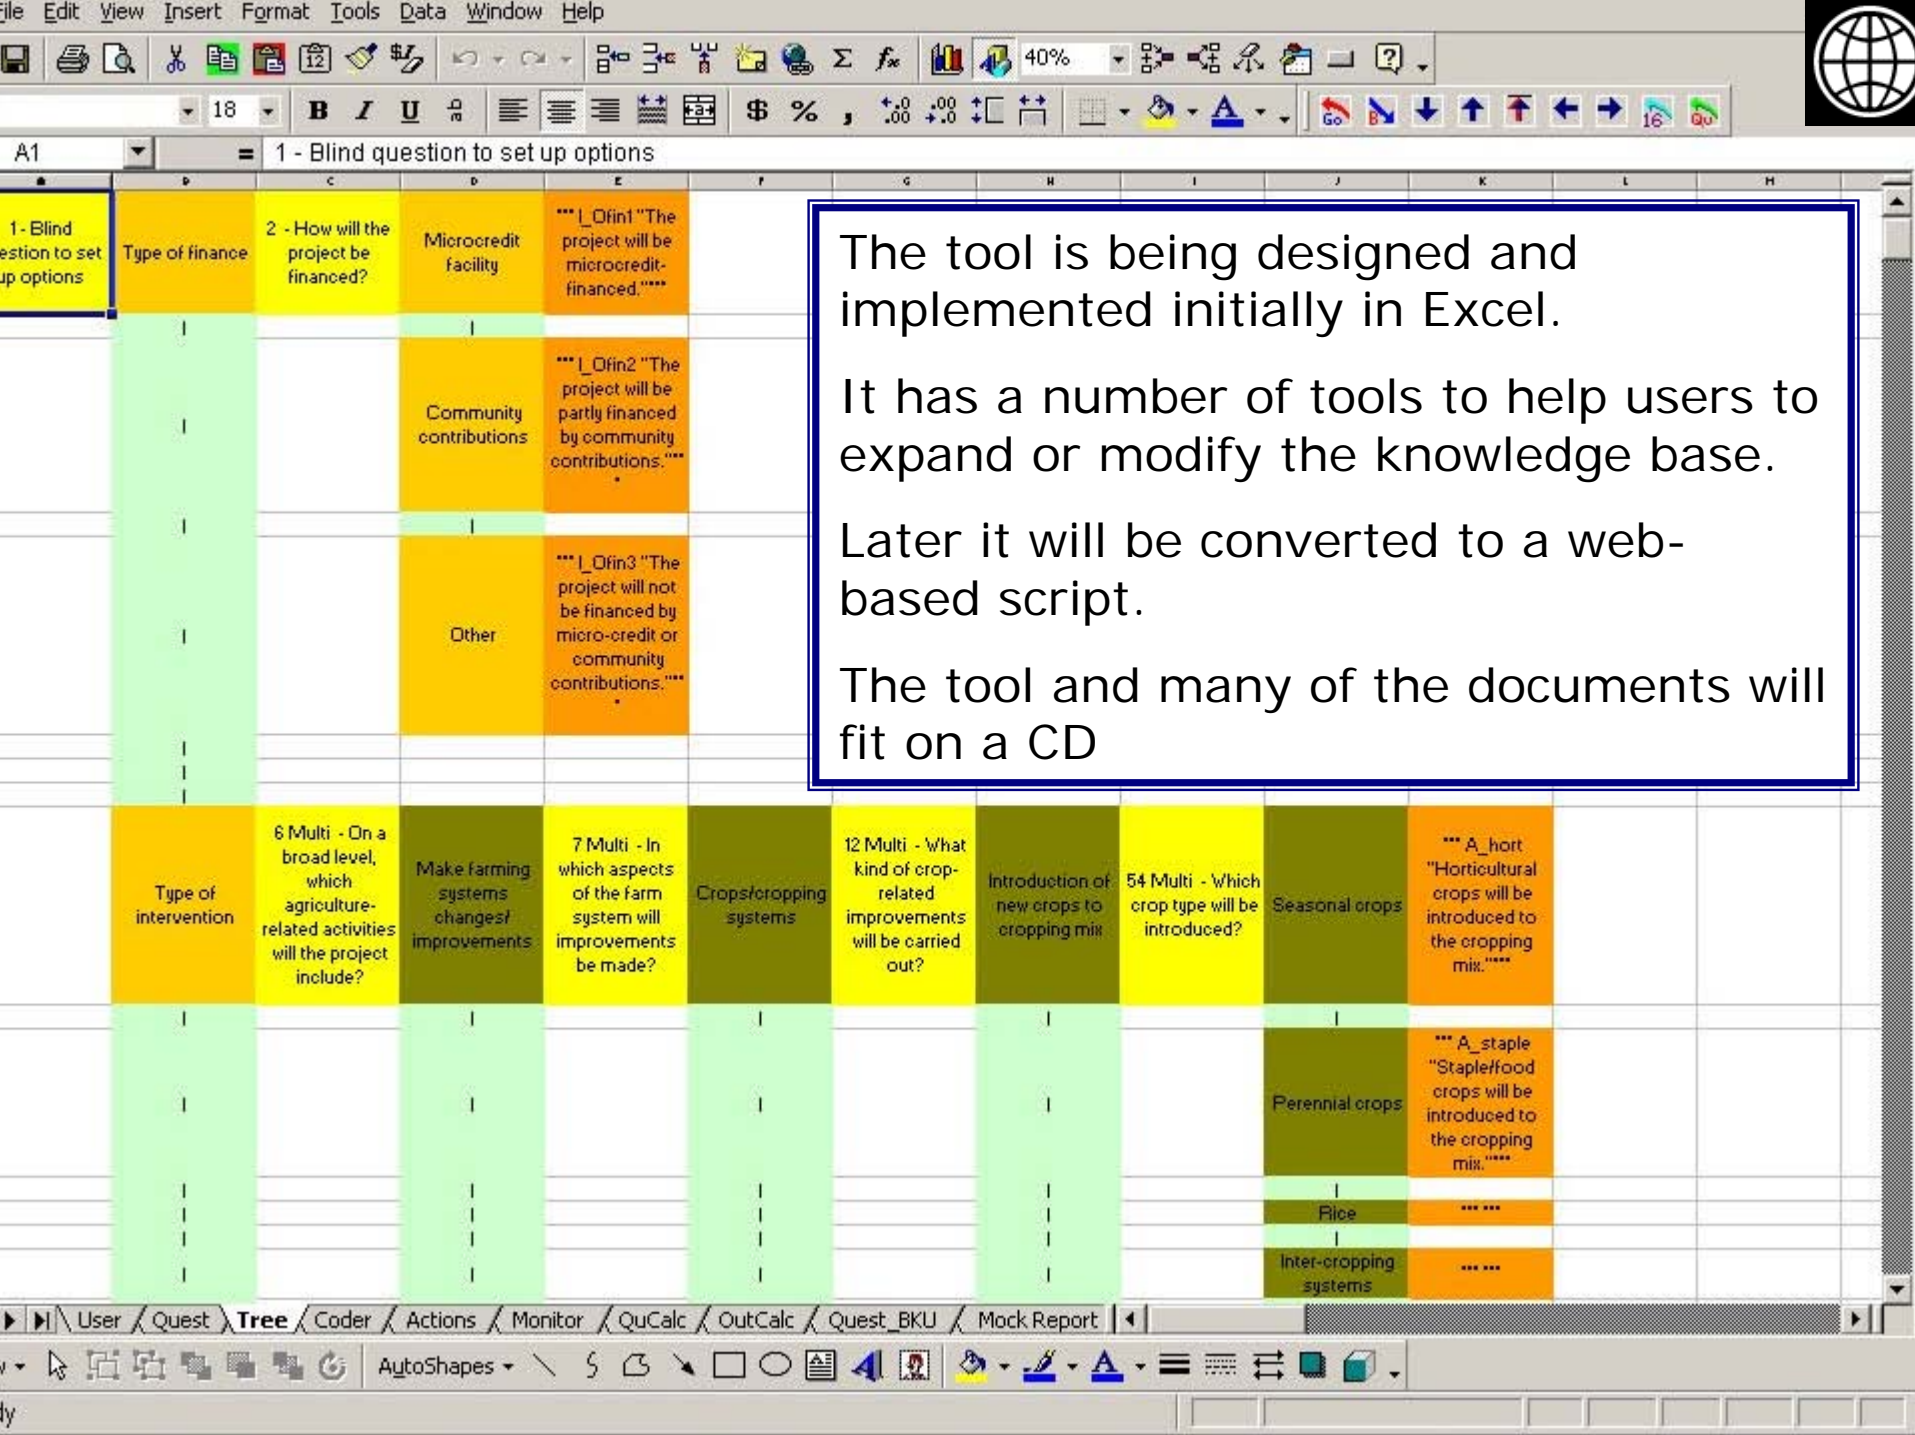 File Edit View Insert Format Tools Data Window Help
40%
18 B I U $ % ,
A1 = 1 - Blind question to set up options
B C D E F G H I J K L M
1 - Blind
estion to set
up options
Type of finance
2 - How will the
project be
financed?
Microcredit
facility
""" I_Ofin1 "The
project will be
microcredit-
financed.""""
Community
contributions
""" I_Ofin2 "The
project will be
partly financed
by community
contributions.""""
Other
""" I_Ofin3 "The
project will not
be financed by
micro-credit or
community
contributions.""""
The tool is being designed and
implemented initially in Excel.
It has a number of tools to help users to
expand or modify the knowledge base.
Later it will be converted to a web-
based script.
The tool and many of the documents will
fit on a CD
Type of
intervention
6 Multi - On a
broad level,
which
agriculture-
related activities
will the project
include?
Make farming
systems
changes/
improvements
7 Multi - In
which aspects
of the farm
system will
improvements
be made?
Crops/cropping
systems
12 Multi - What
kind of crop-
related
improvements
will be carried
out?
Introduction of
new crops to
cropping mix
54 Multi - Which
crop type will be
introduced?
Seasonal crops
""" A_hort
"Horticultural
crops will be
introduced to
the cropping
mix.""""
Perennial crops
""" A_staple
"Staple/food
crops will be
introduced to
the cropping
mix.""""
Rice
""" """
Inter-cropping
systems
""" """
User Quest Tree Coder Actions Monitor QuCalc OutCalc Quest_BKU Mock Report
AutoShapes